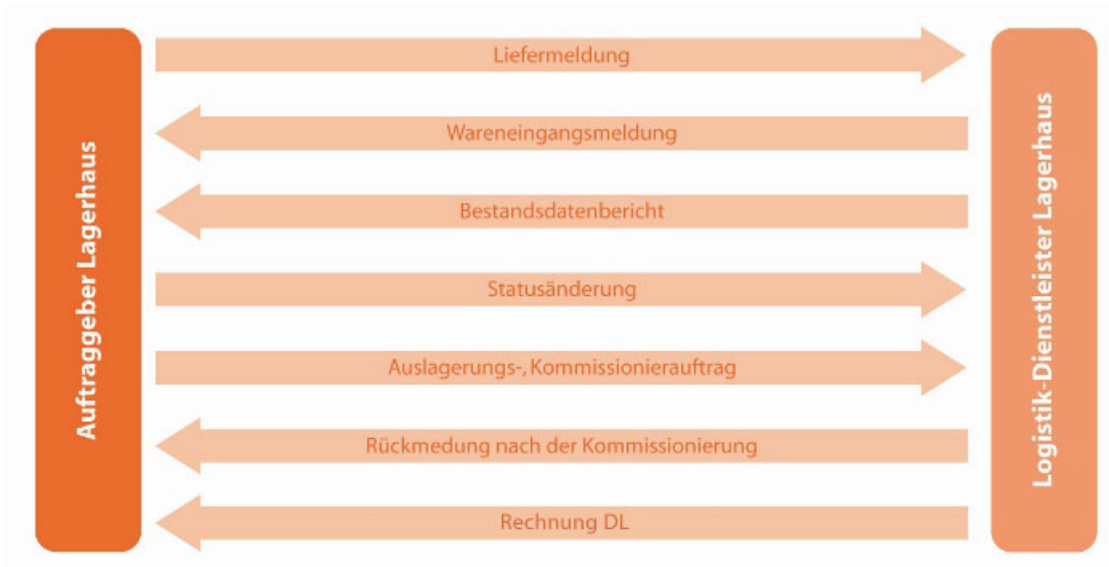 Auftraggeber Lagerhaus
Liefermeldung
Wareneingangsmeldung
Bestandsdatenbericht
Statusänderung
Auslagerungs-, Kommissionierauftrag
Rückmedung nach der Kommissionierung
Rechnung DL
Logistik-Dienstleister Lagerhaus